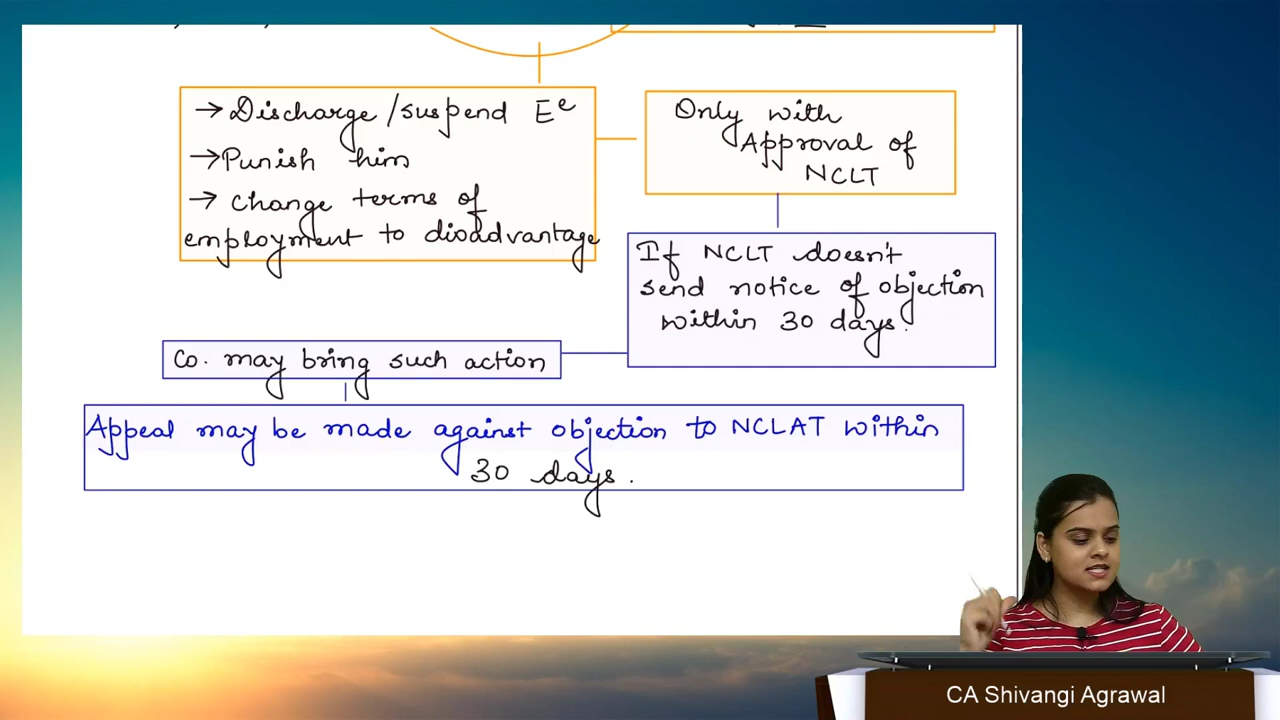 → Discharge/suspend Eᵉ
→ Punish him
→ change terms of
employment to disadvantage
Only with
Approval of
NCLT
If NCLT doesn't
send notice of objection
within 30 days.
Co. may bring such action
Appeal may be made against objection to NCLAT within
30 days.
CA Shivangi Agrawal